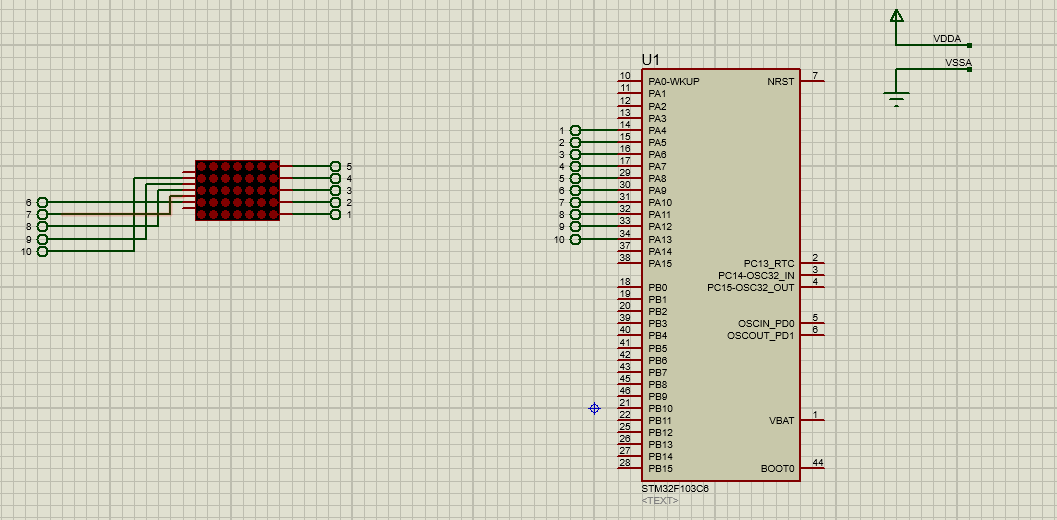 VDDA
VSSA
U1
10 PA0-WKUP NRST 7
11 PA1
12 PA2
13 PA3
1 14 PA4
2 15 PA5
3 16 PA6
4 17 PA7
5 29 PA8
6 30 PA9
7 31 PA10
8 32 PA11
9 33 PA12
10 34 PA13
37 PA14
38 PA15 PC13_RTC 2
PC14-OSC32_IN 3
18 PB0 PC15-OSC32_OUT 4
19 PB1
20 PB2
39 PB3 OSCIN_PD0 5
40 PB4 OSCOUT_PD1 6
41 PB5
42 PB6
43 PB7
45 PB8
46 PB9
21 PB10
22 PB11 VBAT 1
25 PB12
26 PB13
27 PB14
28 PB15 BOOT0 44
STM32F103C6
<TEXT>
5
4
3
6 2
7 1
8
9
10